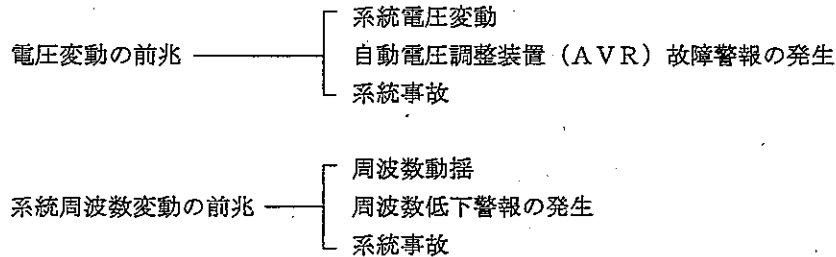 系統電圧変動
電圧変動の前兆
自動電圧調整装置（AVR）故障警報の発生
系統事故
周波数動揺
系統周波数変動の前兆
周波数低下警報の発生
系統事故